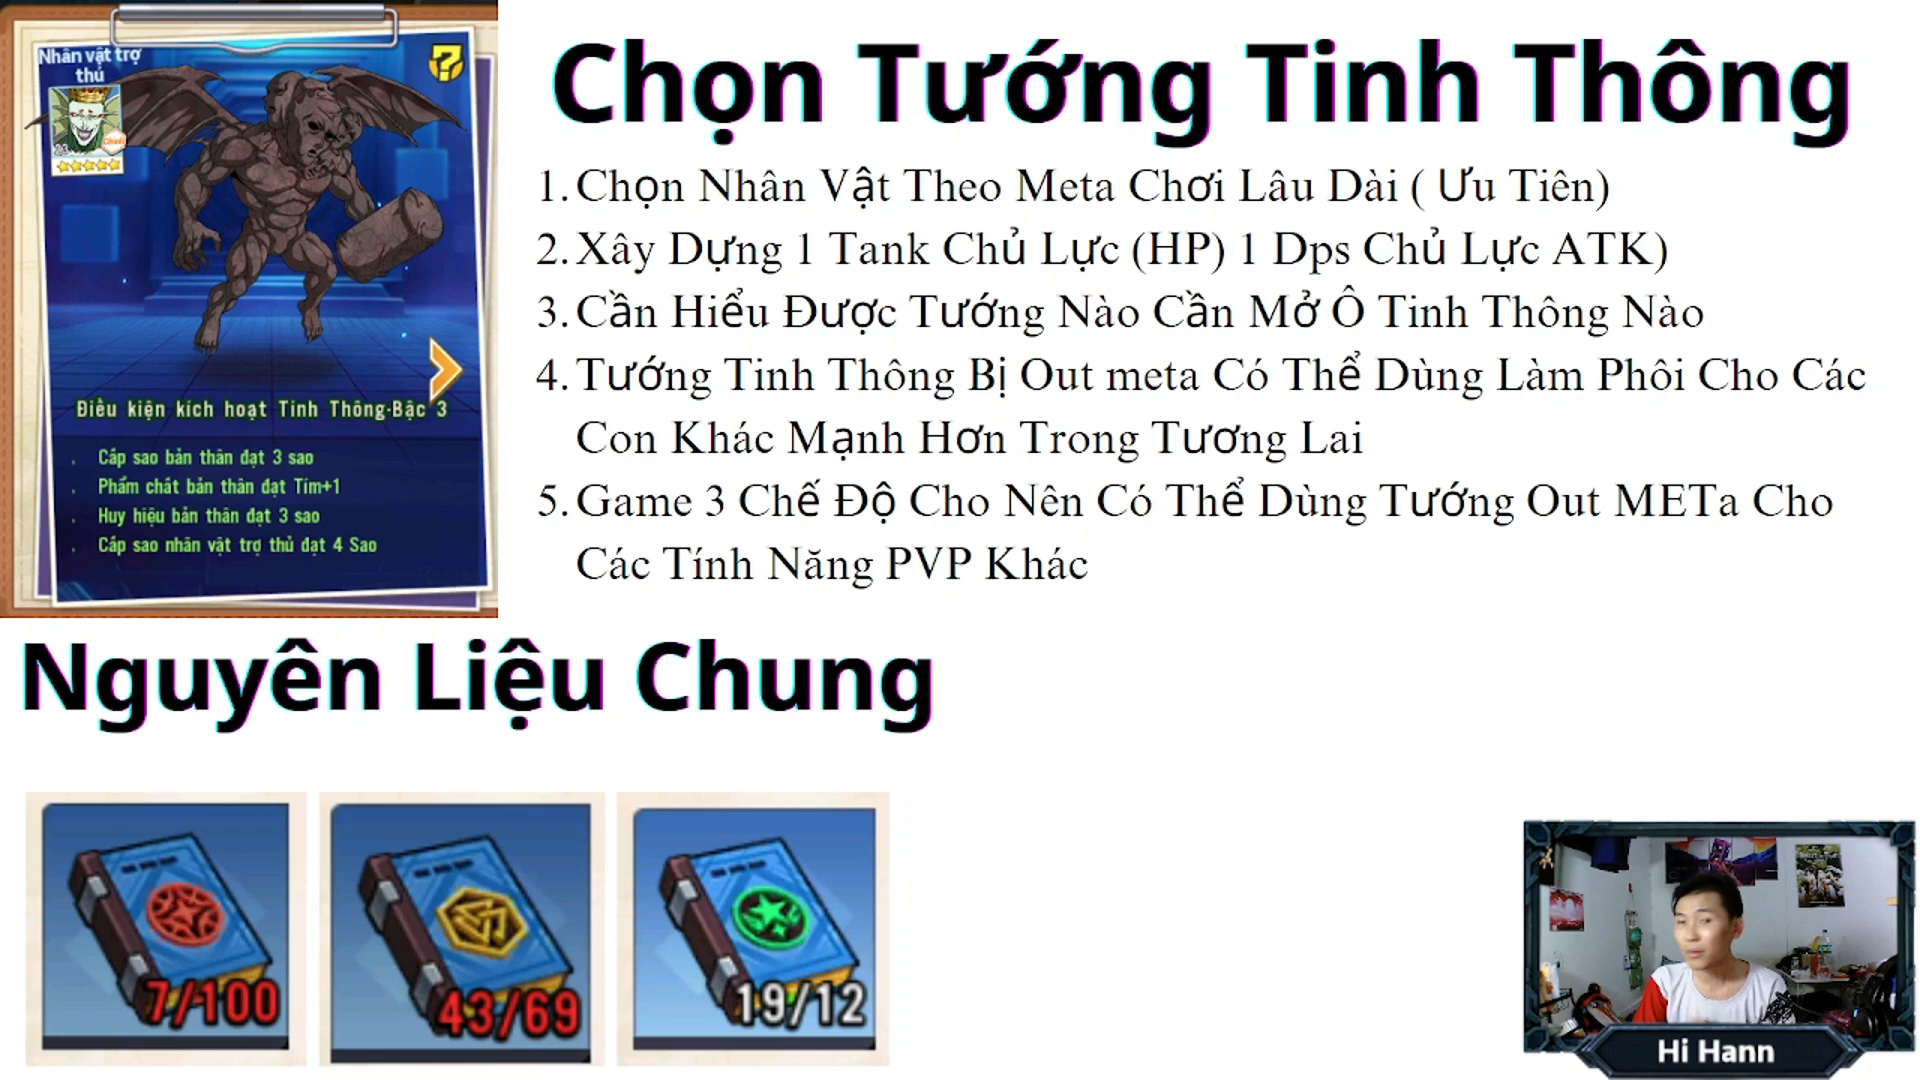 Nhân vật trợ
thủ
Chọn Tướng Tinh Thông
1. Chọn Nhân Vật Theo Meta Chơi Lâu Dài ( Ưu Tiên)
2. Xây Dựng 1 Tank Chủ Lực (HP) 1 Dps Chủ Lực ATK)
3. Cần Hiểu Được Tướng Nào Cần Mở Ô Tinh Thông Nào
4. Tướng Tinh Thông Bị Out meta Có Thể Dùng Làm Phôi Cho Các
Con Khác Mạnh Hơn Trong Tương Lai
5. Game 3 Chế Độ Cho Nên Có Thể Dùng Tướng Out METa Cho
Các Tính Năng PVP Khác
Điều kiện kích hoạt Tinh Thông-Bậc 3
. Cấp sao bản thân đạt 3 sao
. Phẩm chất bản thân đạt Tím+1
. Huy hiệu bản thân đạt 3 sao
. Cấp sao nhân vật trợ thủ đạt 4 Sao
Nguyên Liệu Chung
7/100
43/69
19/12
Hi Hann